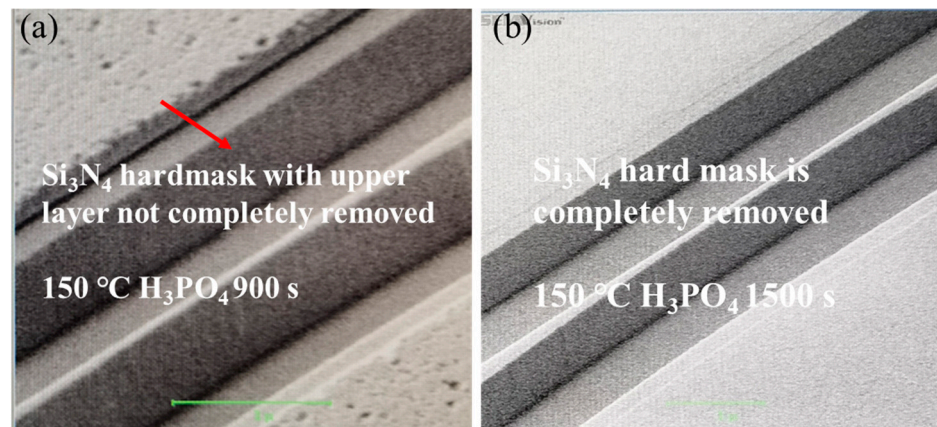 (a)
Si₃N₄ hardmask with upper
layer not completely removed
150 °C H₃PO₄ 900 s
(b)
Si₃N₄ hard mask is
completely removed
150 °C H₃PO₄ 1500 s